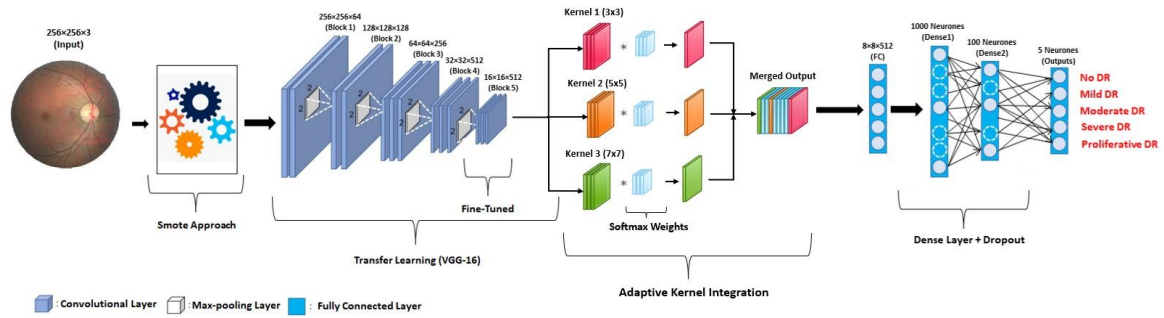 256×256×3
(Input)
Smote Approach
256×256×64
(Block 1)
128×128×128
(Block 2)
64×64×256
(Block 3)
32×32×512
(Block 4)
16×16×512
(Block 5)
2
2
2
2
2
2
2
2
Fine-Tuned
Transfer Learning (VGG-16)
Kernel 1 (3x3)
*
Kernel 2 (5x5)
*
Kernel 3 (7x7)
*
Softmax Weights
Merged Output
Adaptive Kernel Integration
8×8×512
(FC)
1000 Neurones
(Dense1)
100 Neurones
(Dense2)
5 Neurones
(Outputs)
No DR
Mild DR
Moderate DR
Severe DR
Proliferative DR
Dense Layer + Dropout
: Convolutional Layer
: Max-pooling Layer
: Fully Connected Layer